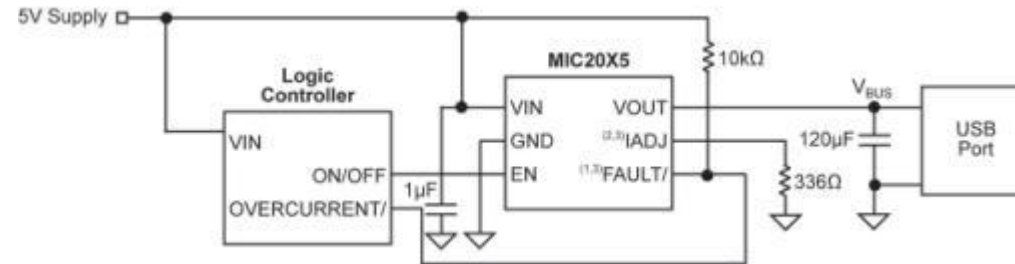 5V Supply
MIC20X5
10kΩ
Logic
Controller
VIN
ON/OFF
OVERCURRENT/
1µF
VIN
GND
EN
VOUT
(2,3)IADJ
(1,3)FAULT/
336Ω
VBUS
120µF
USB
Port